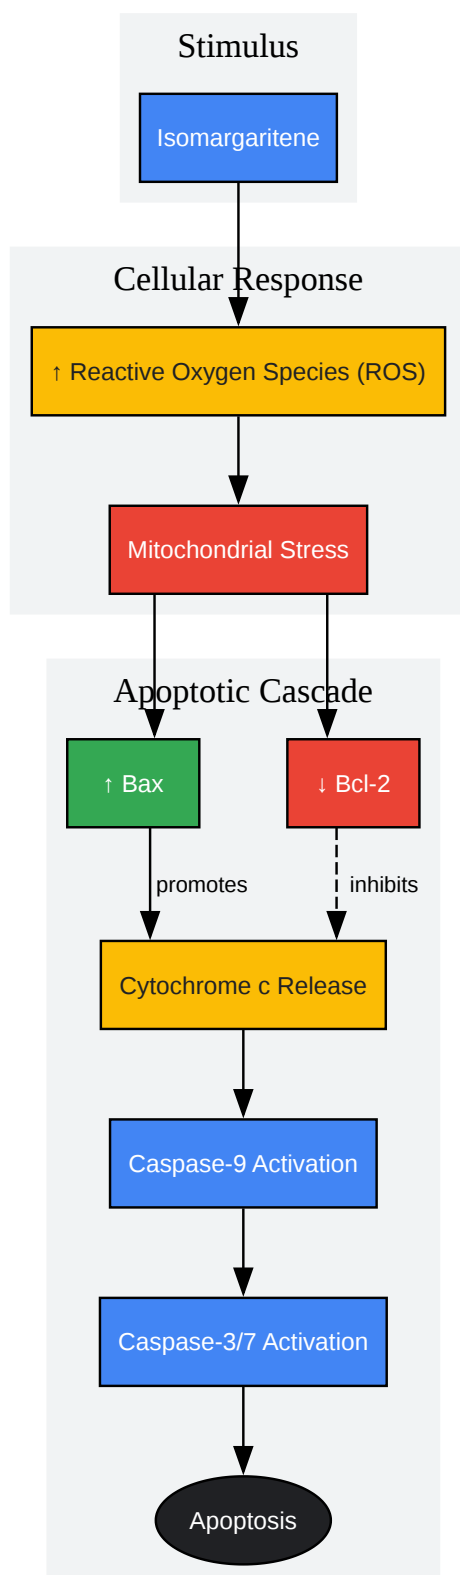 Stimulus
Isomargaritene
Cellular Response
↑ Reactive Oxygen Species (ROS)
Mitochondrial Stress
Apoptotic Cascade
↑ Bax
↓ Bcl-2
promotes
inhibits
Cytochrome c Release
Caspase-9 Activation
Caspase-3/7 Activation
Apoptosis